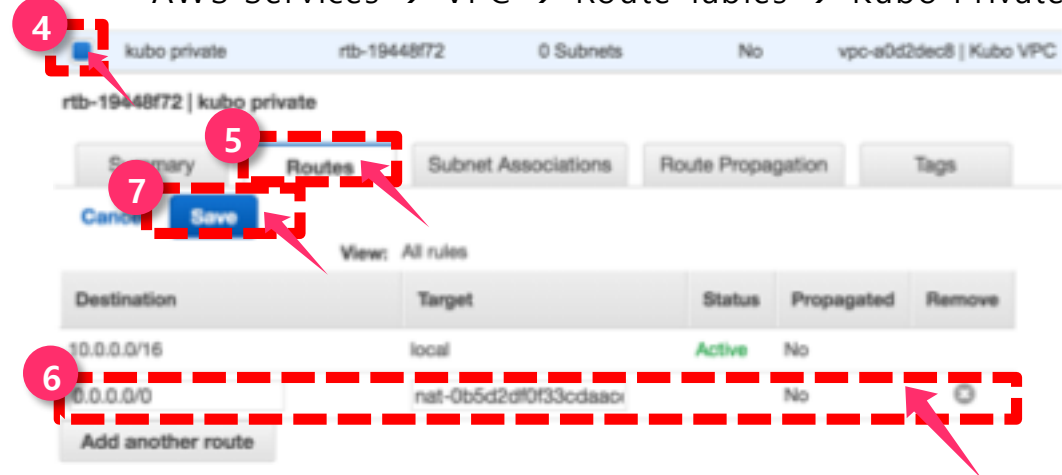 AWS Services → VPC → Route Tables → Kubo Private
4
kubo private rtb-19448f72 0 Subnets No vpc-a0d2dec8 | Kubo VPC
rtb-19448f72 | kubo private
5
Summary Routes Subnet Associations Route Propagation Tags
7
Cancel Save
View: All rules
Destination Target Status Propagated Remove
10.0.0.0/16 local Active No
6
0.0.0.0/0 nat-0b5d2df0f33cdaac No
Add another route